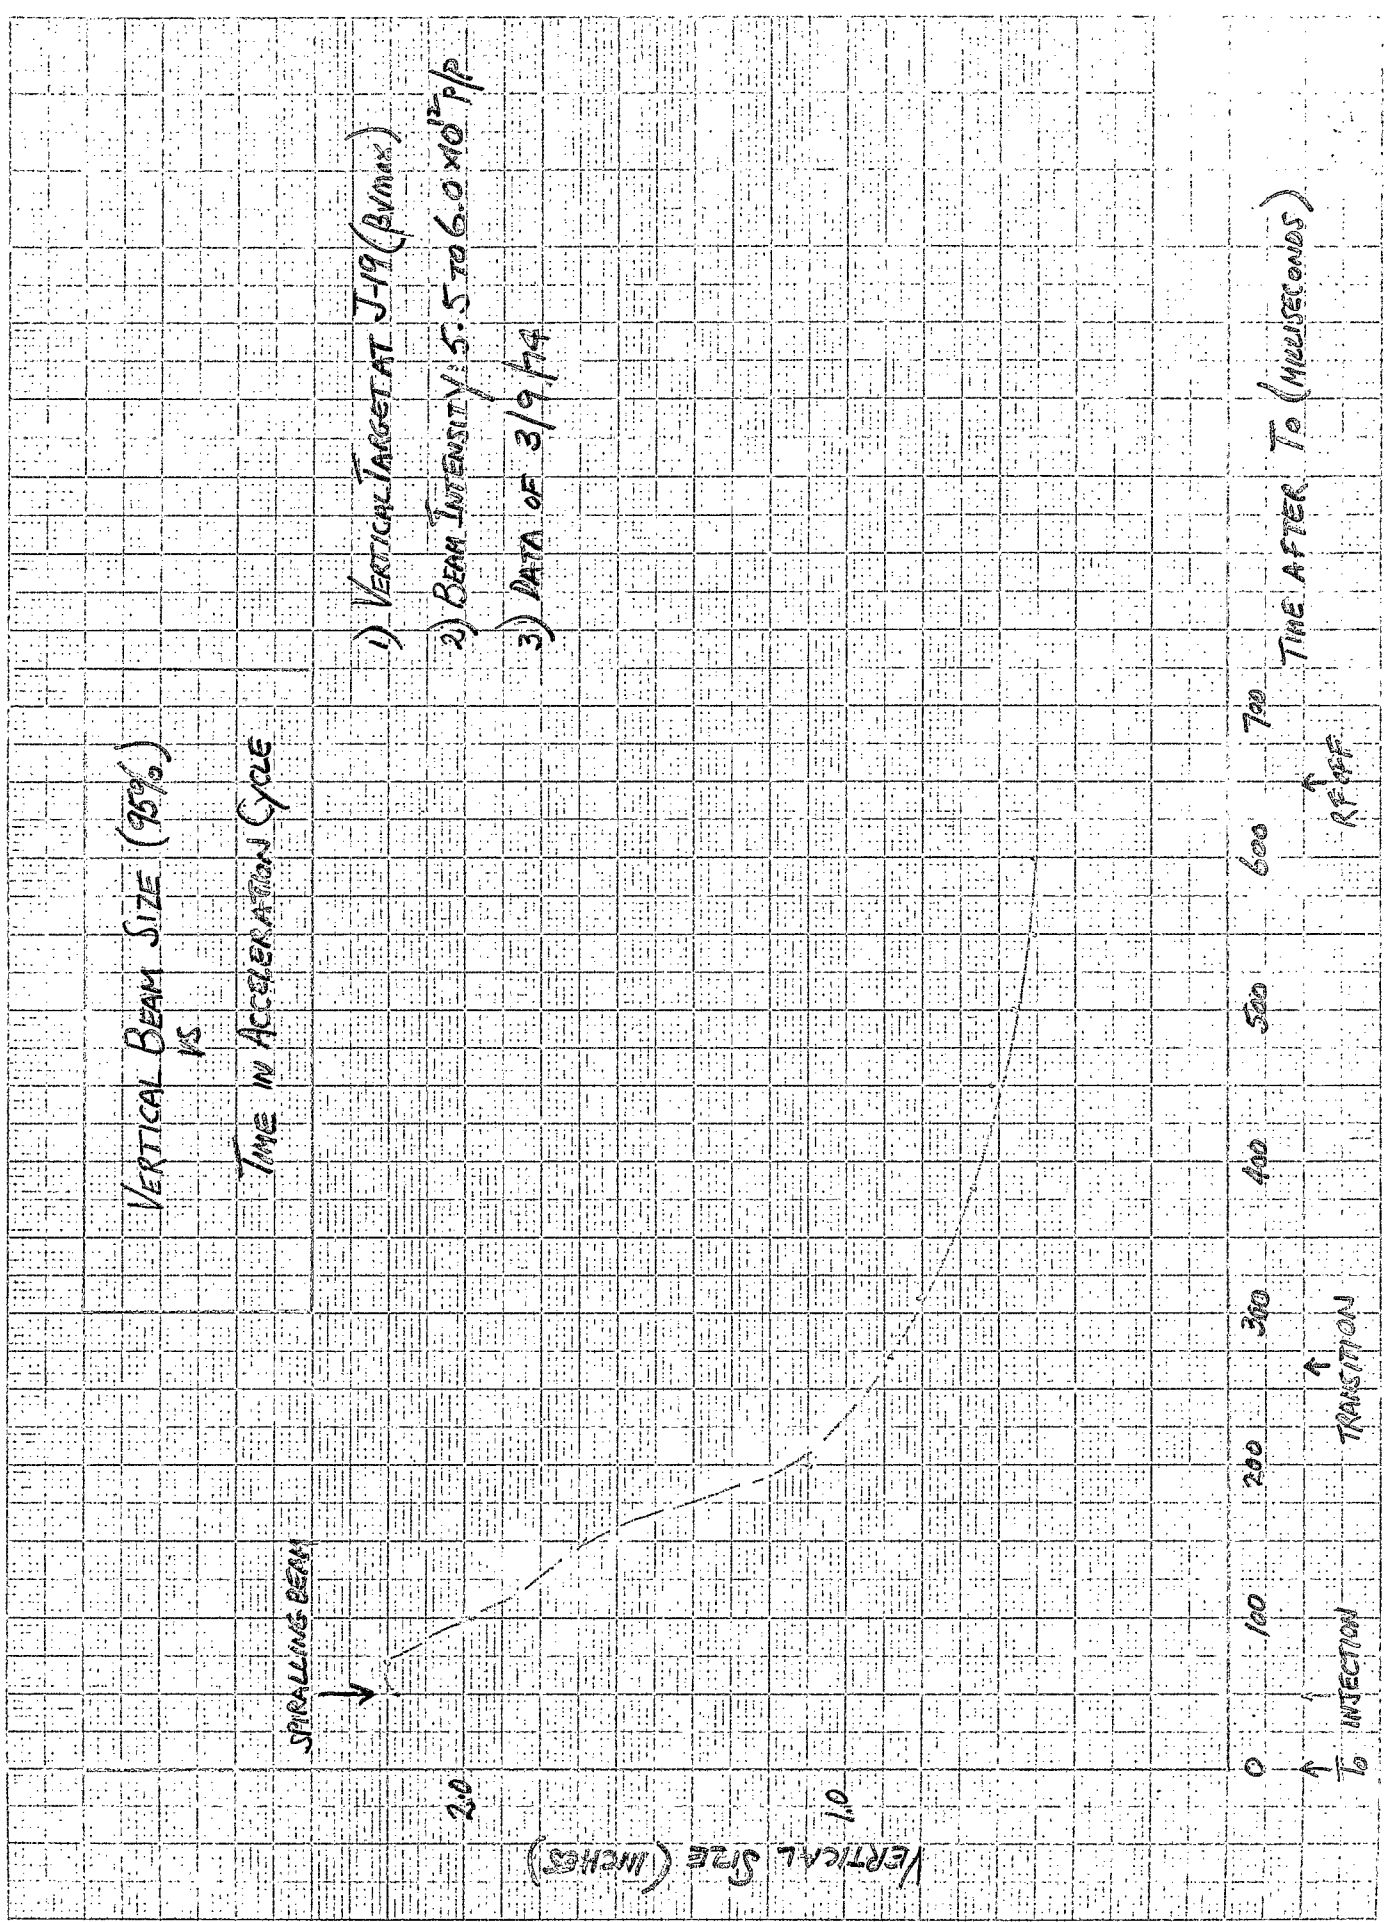 VERTICAL BEAM SIZE (95%)
VS
TIME IN ACCELERATION CYCLE
SPIRALLING BEAM
1) VERTICAL TARGET AT J-19 (βVMAX)
2) BEAM INTENSITY: 5.5 TO 6.0 X10¹² P/P
3) DATA OF 3/9/74
VERTICAL SIZE (INCHES)
2.0
1.0
0 100 200 300 400 500 600 700
TIME AFTER To (MILLISECONDS)
↑ ↑ ↑ ↑
To INJECTION TRANSITION RF OFF